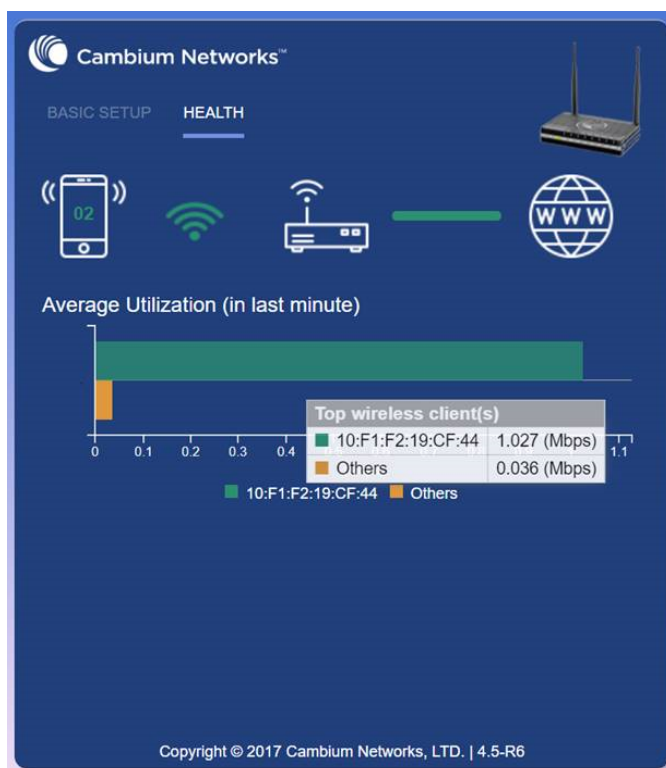 Cambium Networks™
BASIC SETUP HEALTH
02
WWW
Average Utilization (in last minute)
Top wireless client(s)
10:F1:F2:19:CF:44 1.027 (Mbps)
Others 0.036 (Mbps)
0 0.1 0.2 0.3 0.4 1.1
10:F1:F2:19:CF:44 Others
Copyright © 2017 Cambium Networks, LTD. | 4.5-R6